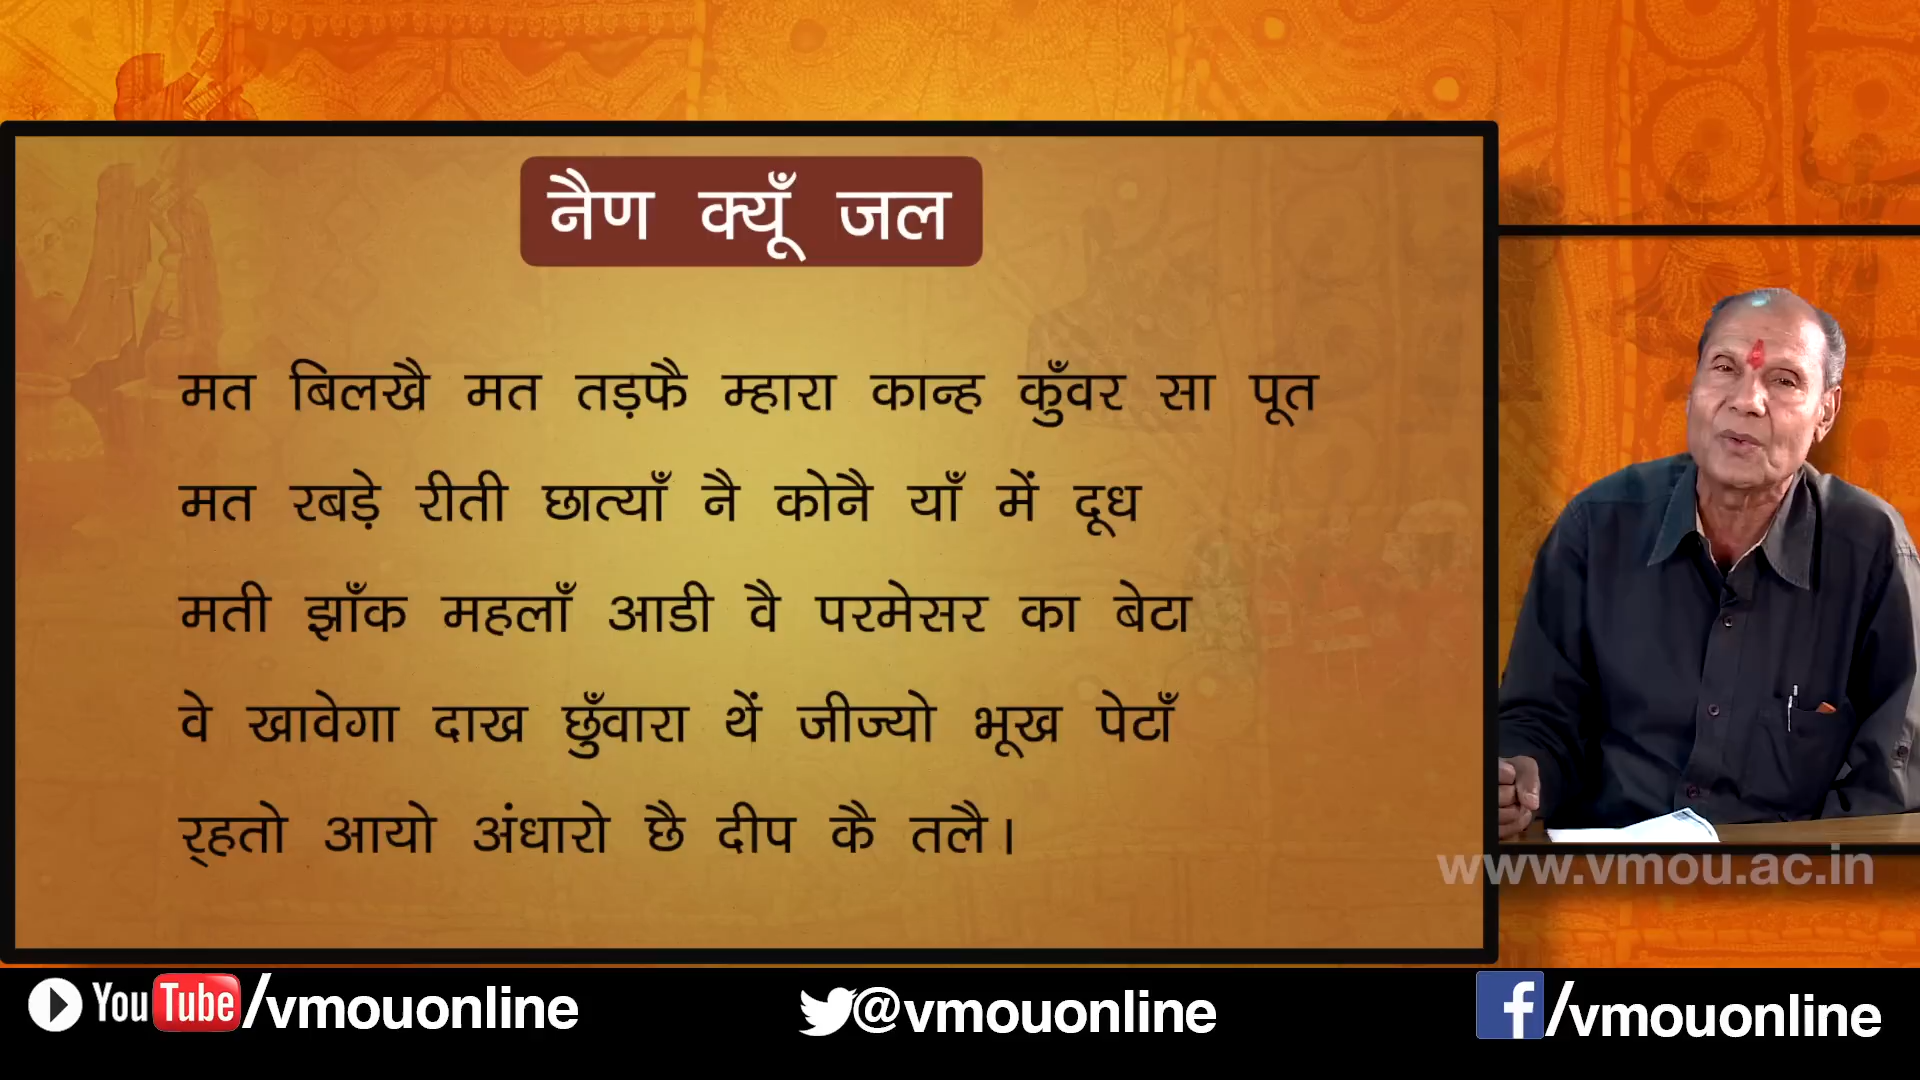 नैण क्यूँ जल
मत बिलखै मत तड़फै म्हारा कान्ह कुँवर सा पूत
मत रबड़े रीती छात्याँ नै कोनै याँ में दूध
मती झाँक महलाँ आडी वै परमेसर का बेटा
वे खावेगा दाख छुँवारा थें जीज्यो भूख पेटाँ
र्‌हतो आयो अंधारो छै दीप कै तलै।
www.vmou.ac.in
YouTube/vmouonline
@vmouonline
f/vmouonline